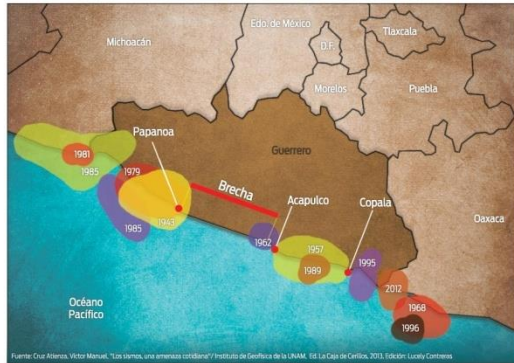 Edo. de México
Tlaxcala
Michoacán
D.F.
Morelos
Puebla
Papanoa
Guerrero
1981
1985
1979
Brecha
Acapulco
Copala
Oaxaca
1943
1985
1962
1957
1995
1989
2012
1968
1996
Océano
Pacífico
Fuente: Cruz Atienza, Víctor Manuel, "Los sismos, una amenaza cotidiana"/ Instituto de Geofísica de la UNAM, Ed. La Caja de Cerillos, 2013, Edición: Lucely Contreras